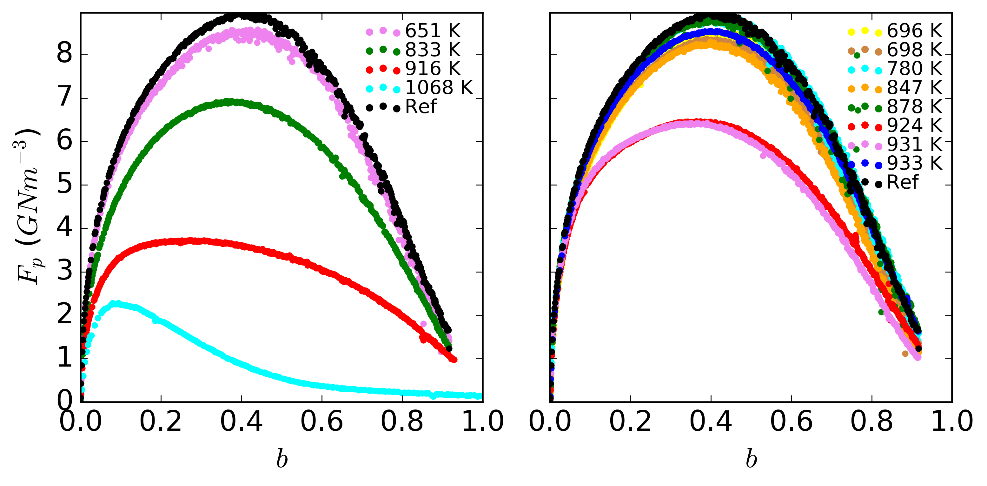 651 K
833 K
916 K
1068 K
Ref
696 K
698 K
780 K
847 K
878 K
924 K
931 K
933 K
Ref
F_p (GNm^{-3})
8
7
6
5
4
3
2
1
0
0.0 0.2 0.4 0.6 0.8 1.0
0.0 0.2 0.4 0.6 0.8 1.0
b
b